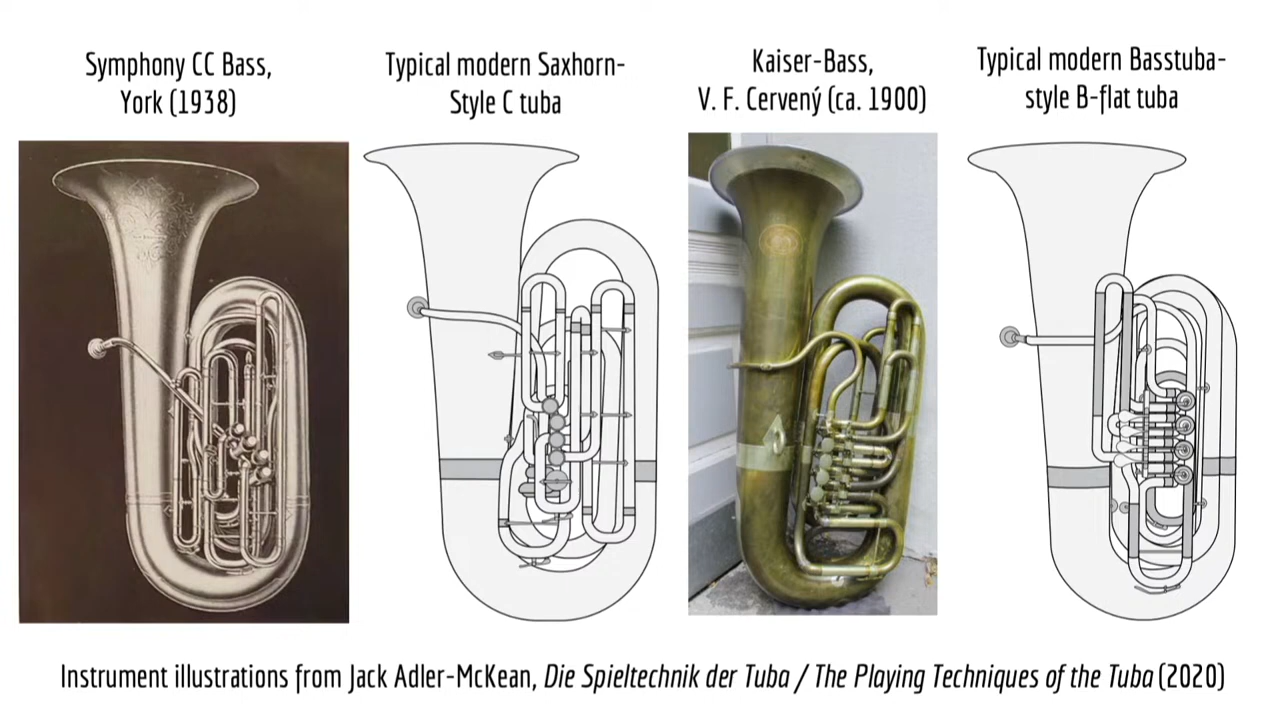 Symphony CC Bass,
York (1938)
Typical modern Saxhorn-
Style C tuba
Kaiser-Bass,
V. F. Cervený (ca. 1900)
Typical modern Basstuba-
style B-flat tuba
Instrument illustrations from Jack Adler-McKean, Die Spieltechnik der Tuba / The Playing Techniques of the Tuba (2020)